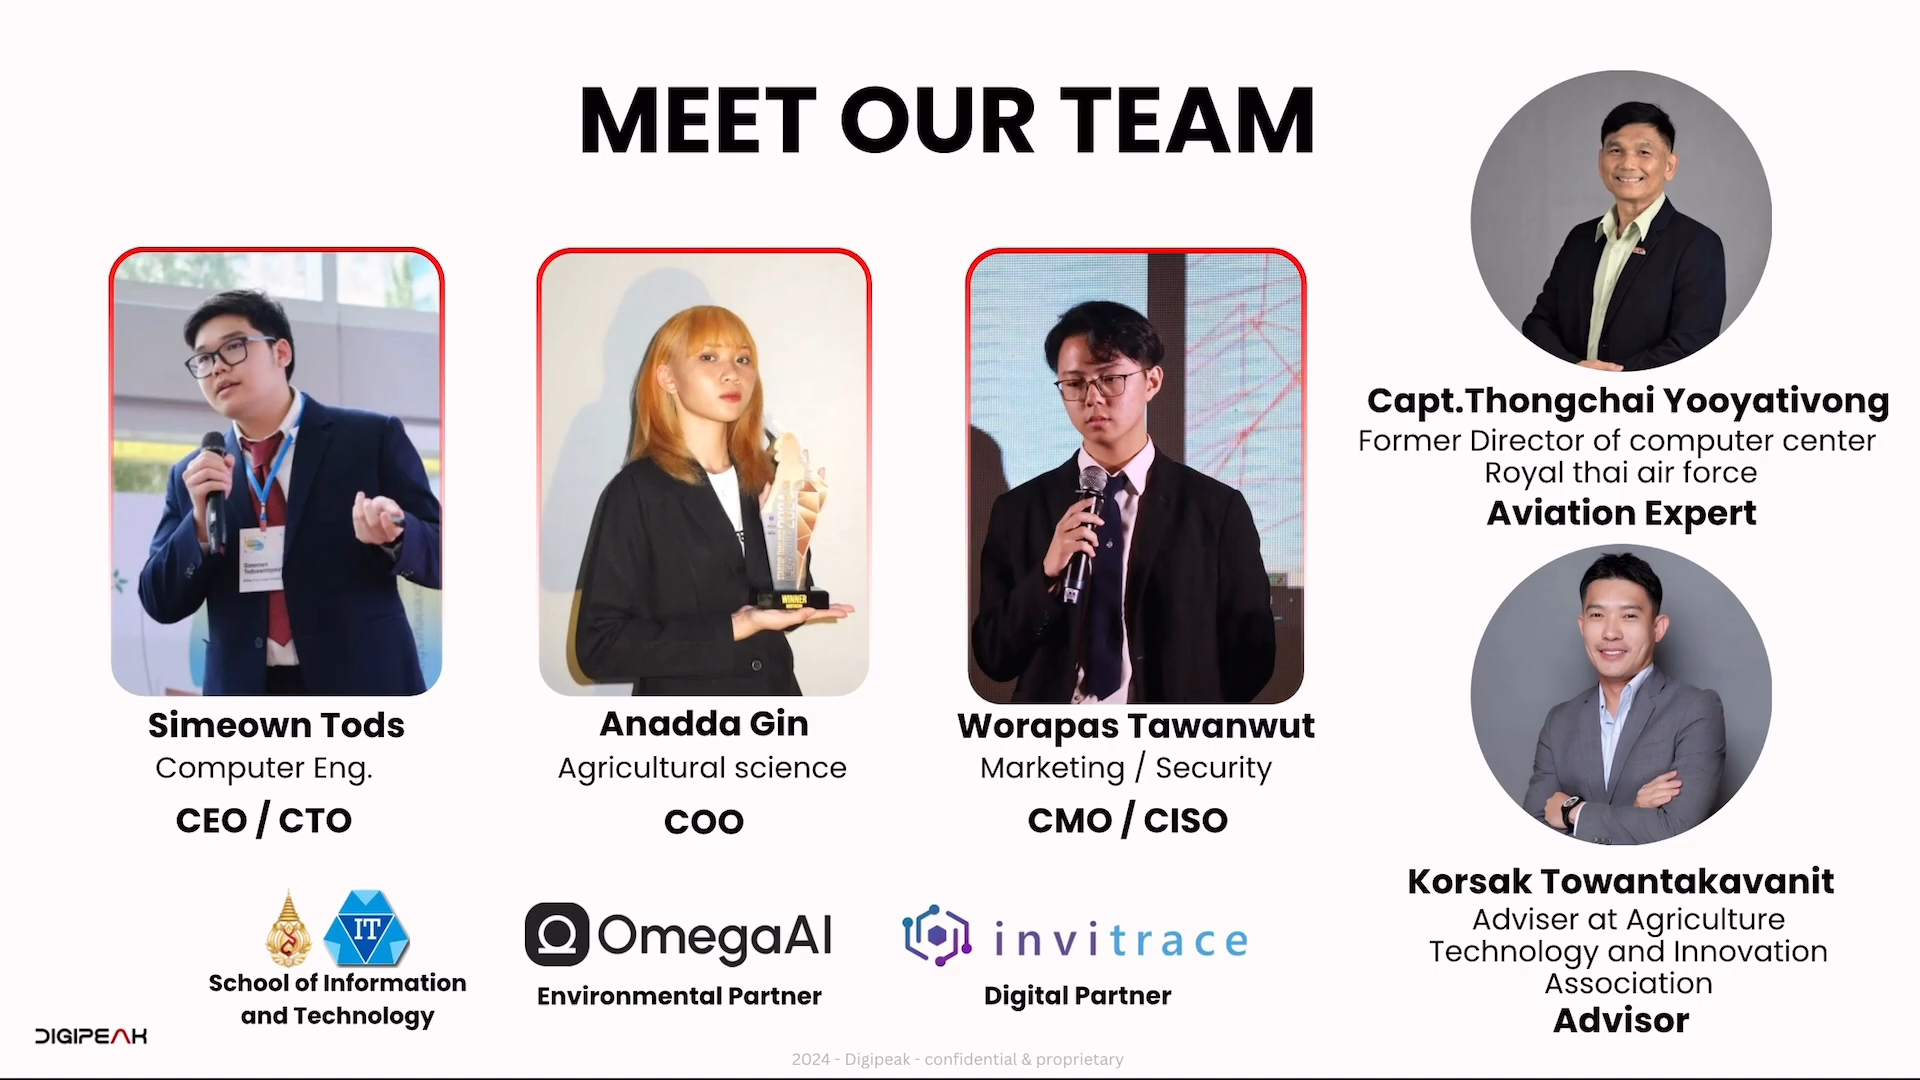 MEET OUR TEAM
Simeown Tods
Computer Eng.
CEO / CTO
Anadda Gin
Agricultural science
COO
WINNER
Worapas Tawanwut
Marketing / Security
CMO / CISO
Capt.Thongchai Yooyativong
Former Director of computer center
Royal thai air force
Aviation Expert
Korsak Towantakavanit
Adviser at Agriculture
Technology and Innovation
Association
Advisor
IT
School of Information
and Technology
OmegaAI
Environmental Partner
invitrace
Digital Partner
DIGIPEAK
2024 - Digipeak - confidential & proprietary